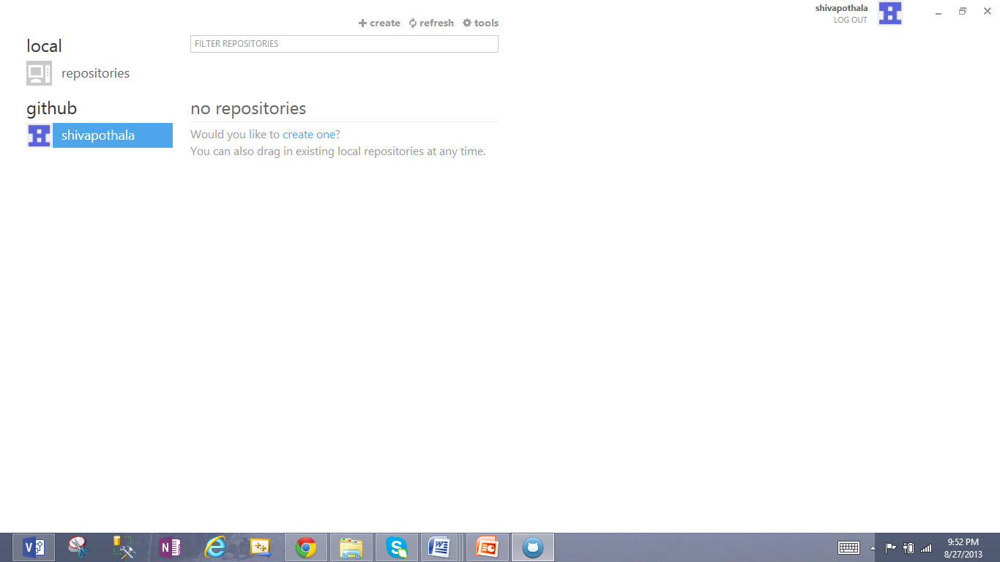 shivapothala
LOG OUT
create refresh tools
FILTER REPOSITORIES
local
repositories
github
shivapothala
no repositories
Would you like to create one?
You can also drag in existing local repositories at any time.
9:52 PM
8/27/2013